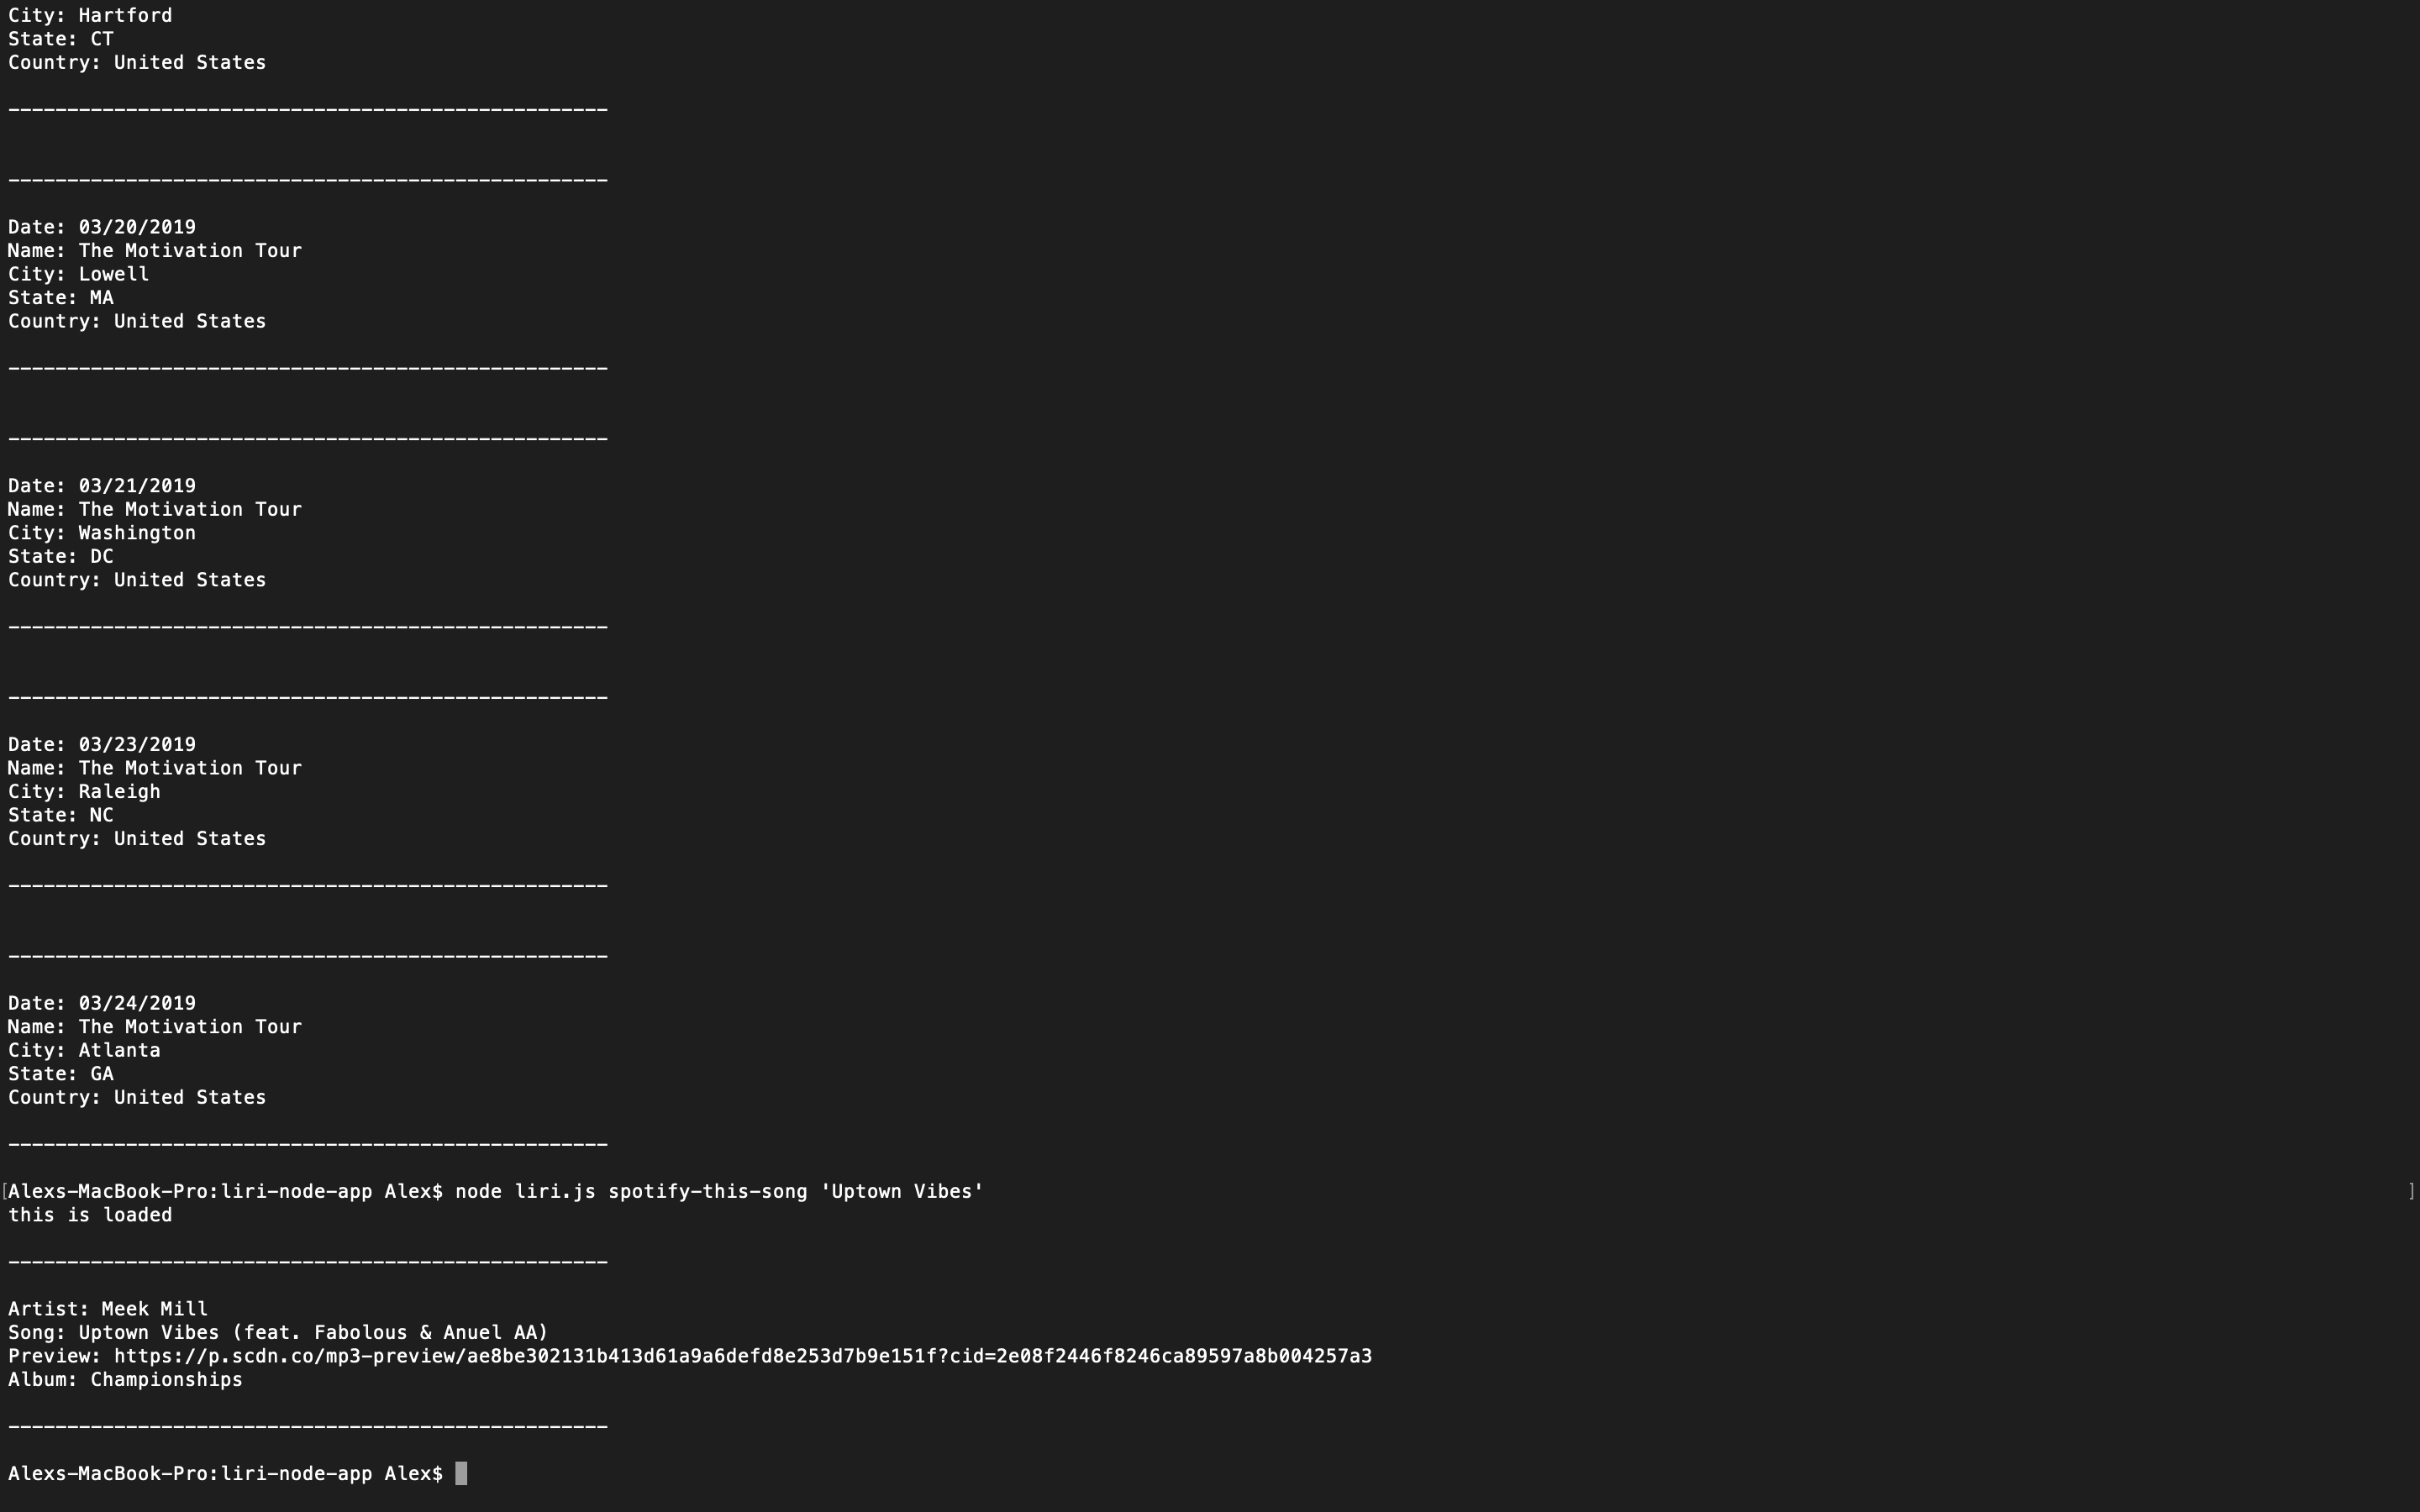 City: Hartford
State: CT
Country: United States
---------------------------------------------------
---------------------------------------------------
Date: 03/20/2019
Name: The Motivation Tour
City: Lowell
State: MA
Country: United States
---------------------------------------------------
---------------------------------------------------
Date: 03/21/2019
Name: The Motivation Tour
City: Washington
State: DC
Country: United States
---------------------------------------------------
---------------------------------------------------
Date: 03/23/2019
Name: The Motivation Tour
City: Raleigh
State: NC
Country: United States
---------------------------------------------------
---------------------------------------------------
Date: 03/24/2019
Name: The Motivation Tour
City: Atlanta
State: GA
Country: United States
---------------------------------------------------
[Alexs-MacBook-Pro:liri-node-app Alex$ node liri.js spotify-this-song 'Uptown Vibes' ]
this is loaded
---------------------------------------------------
Artist: Meek Mill
Song: Uptown Vibes (feat. Fabolous & Anuel AA)
Preview: https://p.scdn.co/mp3-preview/ae8be302131b413d61a9a6defd8e253d7b9e151f?cid=2e08f2446f8246ca89597a8b004257a3
Album: Championships
---------------------------------------------------
Alexs-MacBook-Pro:liri-node-app Alex$